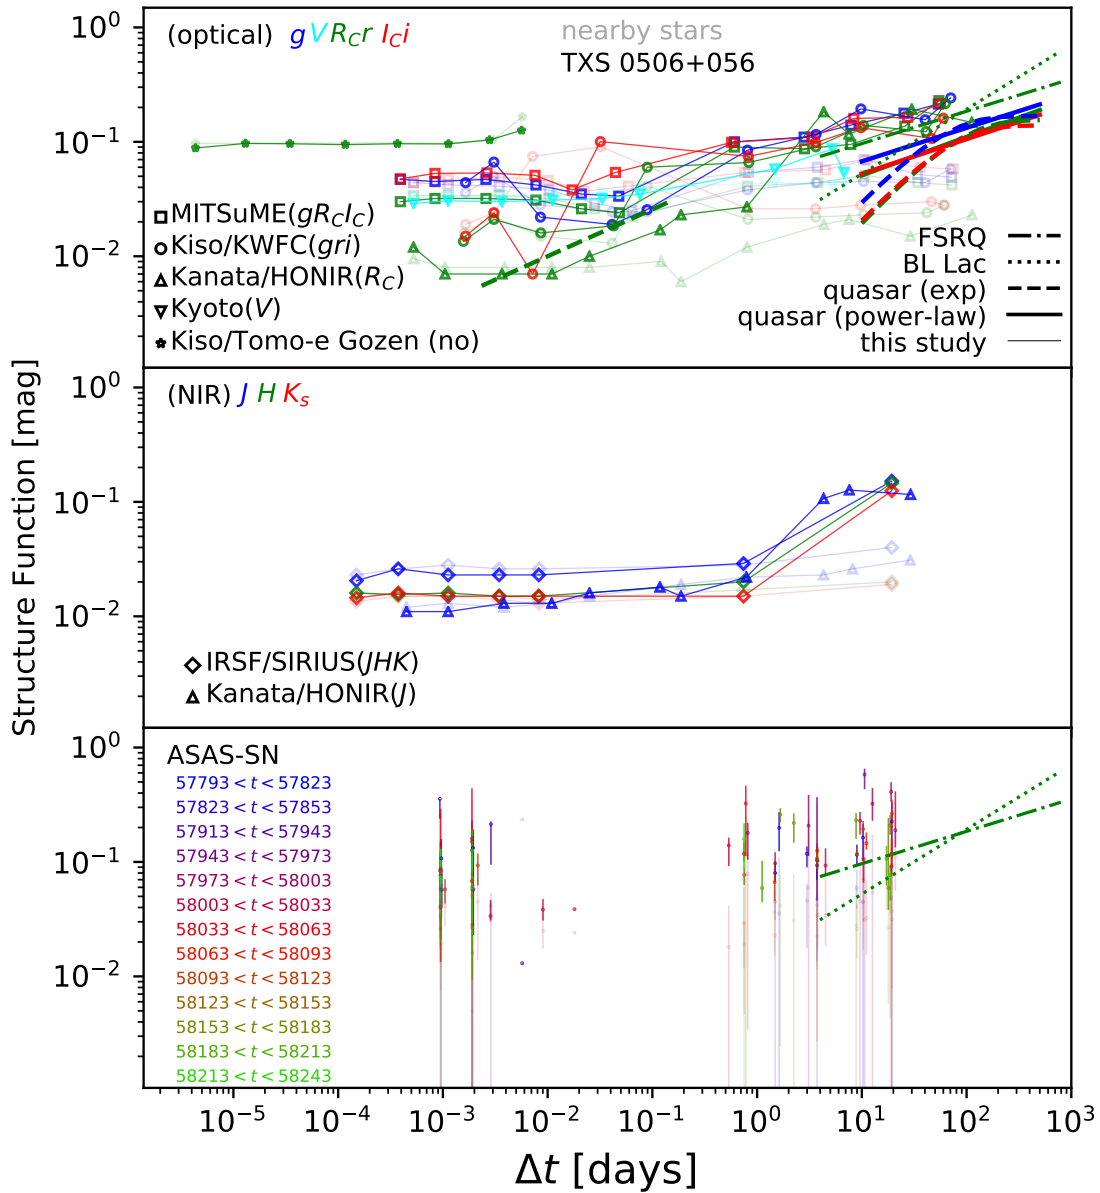 (optical) g V R_C r I_C i
nearby stars
TXS 0506+056
MITSuME(gR_CI_C)
Kiso/KWFC(gri)
Kanata/HONIR(R_C)
Kyoto(V)
Kiso/Tomo-e Gozen (no)
FSRQ
BL Lac
quasar (exp)
quasar (power-law)
this study
10^0
10^{-1}
10^{-2}
(NIR) J H K_s
IRSF/SIRIUS(JHK)
Kanata/HONIR(J)
10^0
10^{-1}
10^{-2}
Structure Function [mag]
ASAS-SN
57793 < t < 57823
57823 < t < 57853
57913 < t < 57943
57943 < t < 57973
57973 < t < 58003
58003 < t < 58033
58033 < t < 58063
58063 < t < 58093
58093 < t < 58123
58123 < t < 58153
58153 < t < 58183
58183 < t < 58213
58213 < t < 58243
10^0
10^{-1}
10^{-2}
10^{-5} 10^{-4} 10^{-3} 10^{-2} 10^{-1} 10^0 10^1 10^2 10^3
Δt [days]